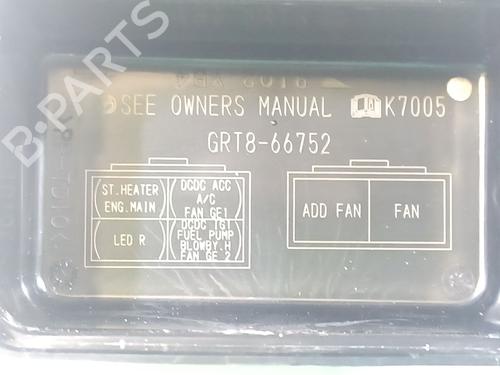 B-PARTS
SEE OWNERS MANUAL K7005
GRT8-66752
ST.HEATER
ENG.MAIN
DCDC ACC
A/C
FAN GE1
LED R
DCDC IG1
FUEL PUMP
BLOWBY.H
FAN GE 2
ADD FAN
FAN